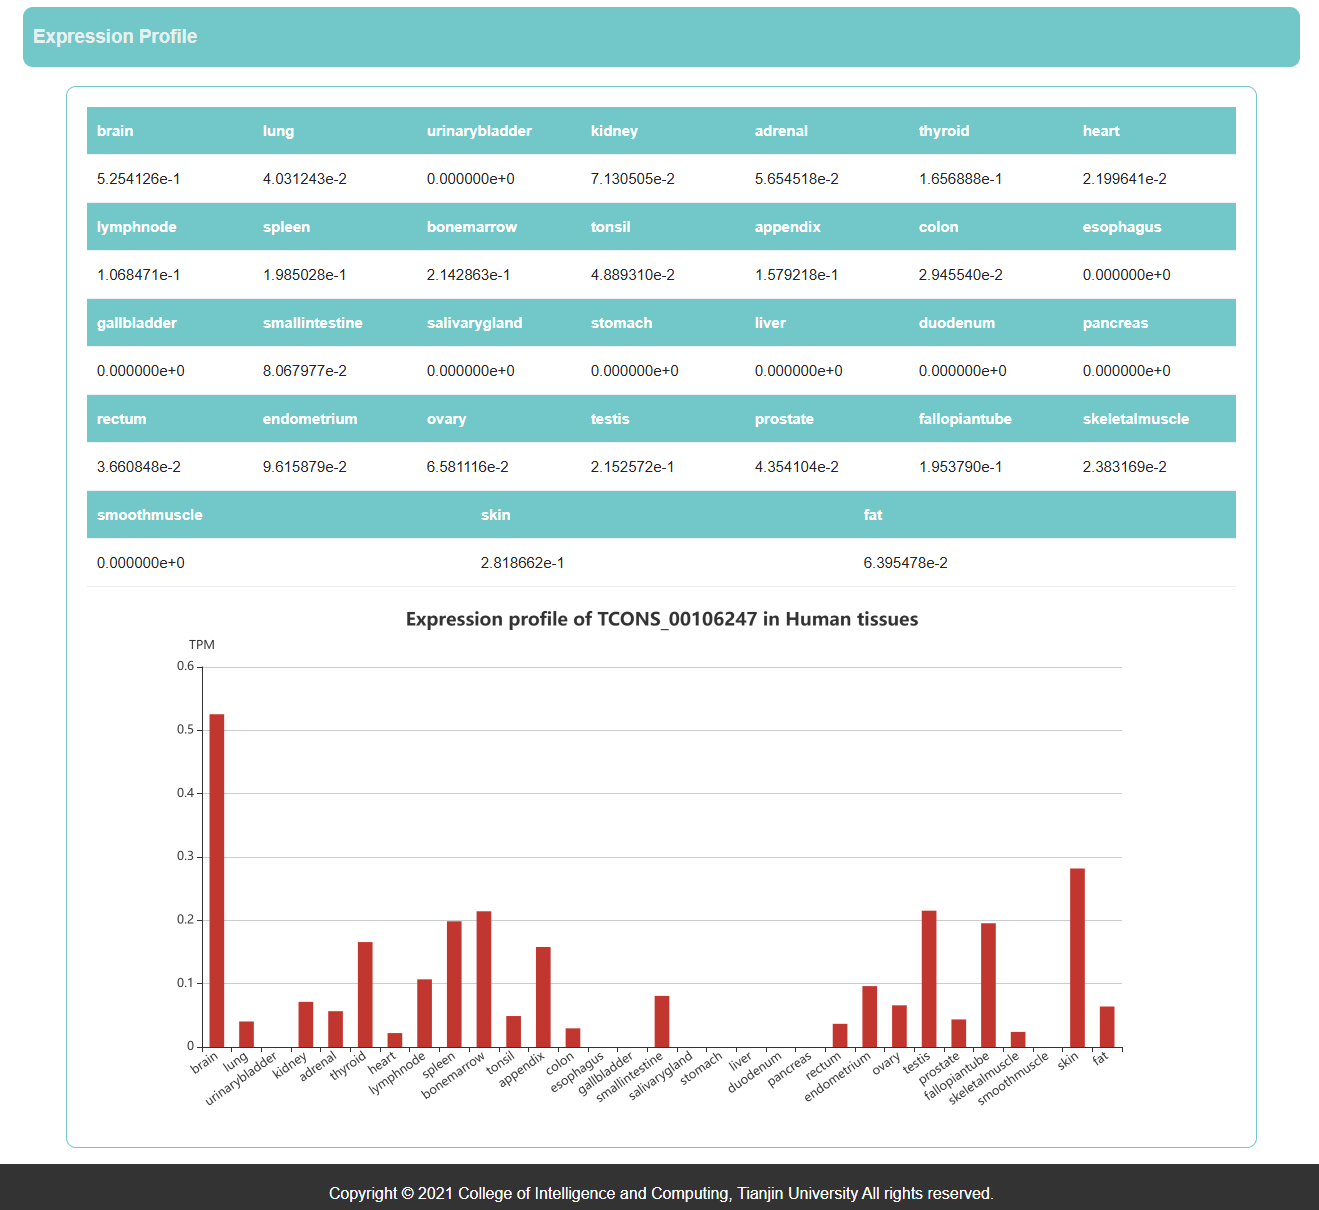 Expression Profile
brain lung urinarybladder kidney adrenal thyroid heart
5.254126e-1 4.031243e-2 0.000000e+0 7.130505e-2 5.654518e-2 1.656888e-1 2.199641e-2
lymphnode spleen bonemarrow tonsil appendix colon esophagus
1.068471e-1 1.985028e-1 2.142863e-1 4.889310e-2 1.579218e-1 2.945540e-2 0.000000e+0
gallbladder smallintestine salivarygland stomach liver duodenum pancreas
0.000000e+0 8.067977e-2 0.000000e+0 0.000000e+0 0.000000e+0 0.000000e+0 0.000000e+0
rectum endometrium ovary testis prostate fallopiantube skeletalmuscle
3.660848e-2 9.615879e-2 6.581116e-2 2.152572e-1 4.354104e-2 1.953790e-1 2.383169e-2
smoothmuscle skin fat
0.000000e+0 2.818662e-1 6.395478e-2
Expression profile of TCONS_00106247 in Human tissues
TPM
0.6
0.5
0.4
0.3
0.2
0.1
0
brain lung urinarybladder kidney adrenal thyroid heart lymphnode spleen bonemarrow tonsil appendix colon esophagus gallbladder smallintestine salivarygland stomach liver duodenum pancreas rectum endometrium ovary testis prostate fallopiantube skeletalmuscle smoothmuscle skin fat
Copyright © 2021 College of Intelligence and Computing, Tianjin University All rights reserved.